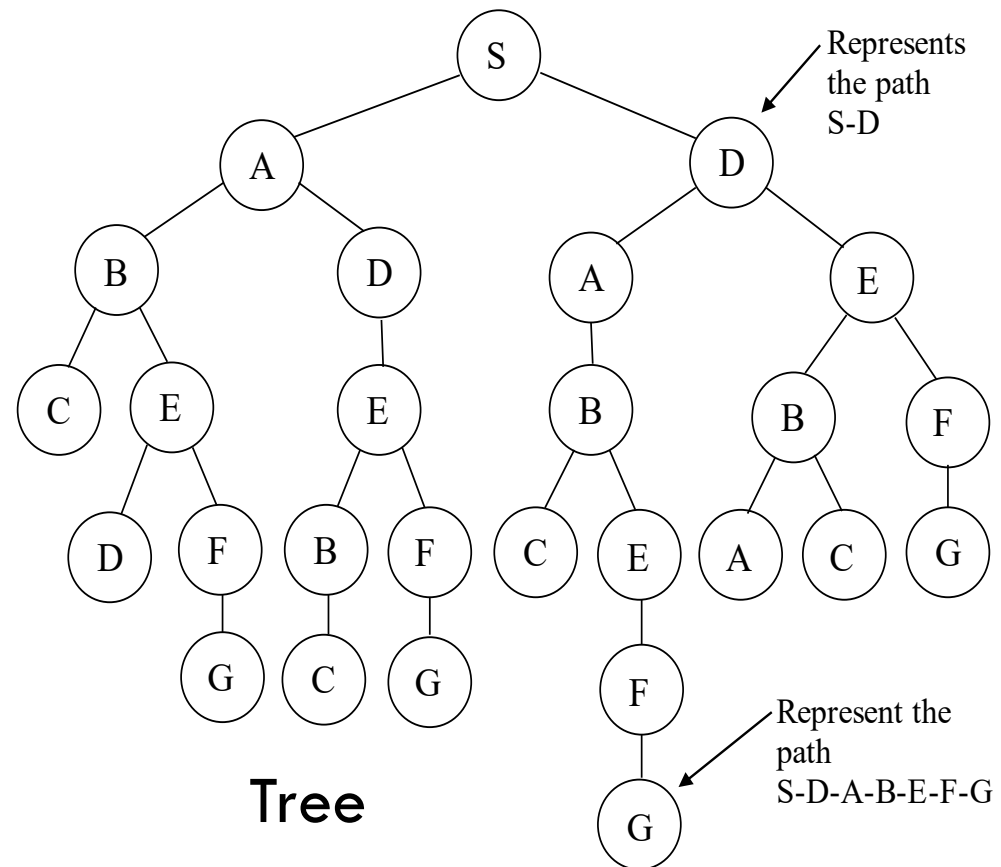 S
Represents
the path
S-D
A
D
B
D
A
E
C
E
E
B
B
F
D
F
B
F
C
E
A
C
G
G
C
G
F
Represent the
path
S-D-A-B-E-F-G
Tree
G